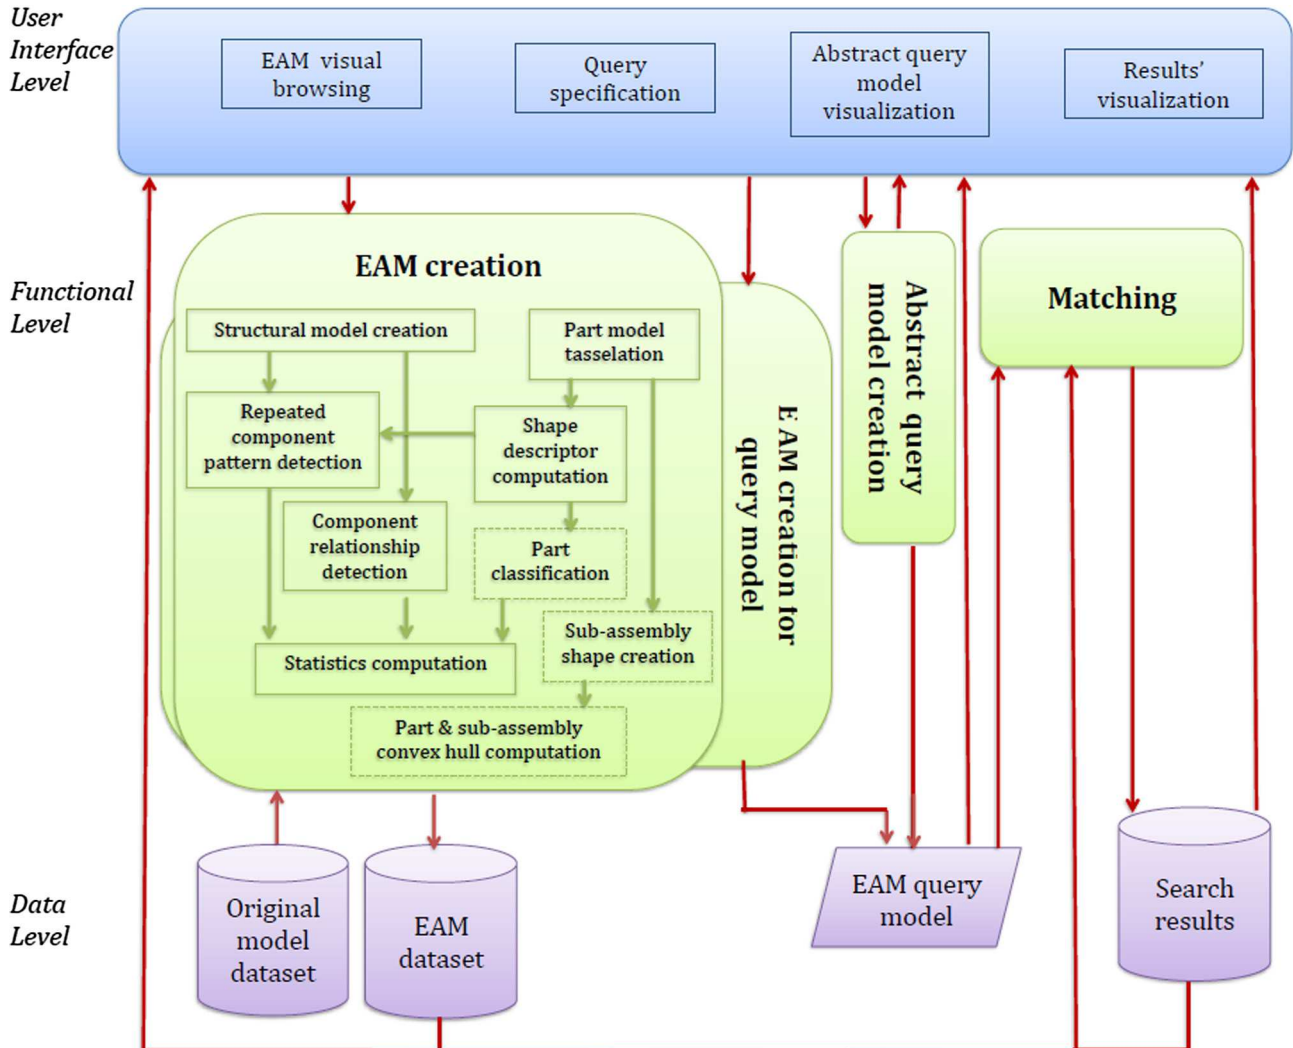 User
Interface
Level
EAM visual
browsing
Query
specification
Abstract query
model
visualization
Results'
visualization
Functional
Level
EAM creation
Structural model creation
Part model
tasselation
Repeated
component
pattern detection
Shape
descriptor
computation
Component
relationship
detection
Part
classification
Sub-assembly
shape creation
Statistics computation
Part & sub-assembly
convex hull computation
E AM creation for
query model
Abstract query
model creation
Matching
Data
Level
Original
model
dataset
EAM
dataset
EAM query
model
Search
results